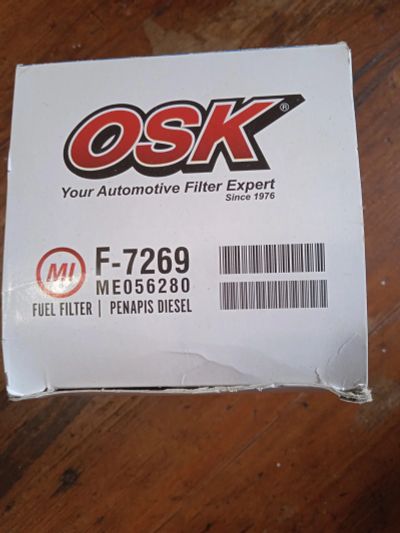 OSK®
Your Automotive Filter Expert
Since 1976
MI
F-7269
ME056280
FUEL FILTER | PENAPIS DIESEL